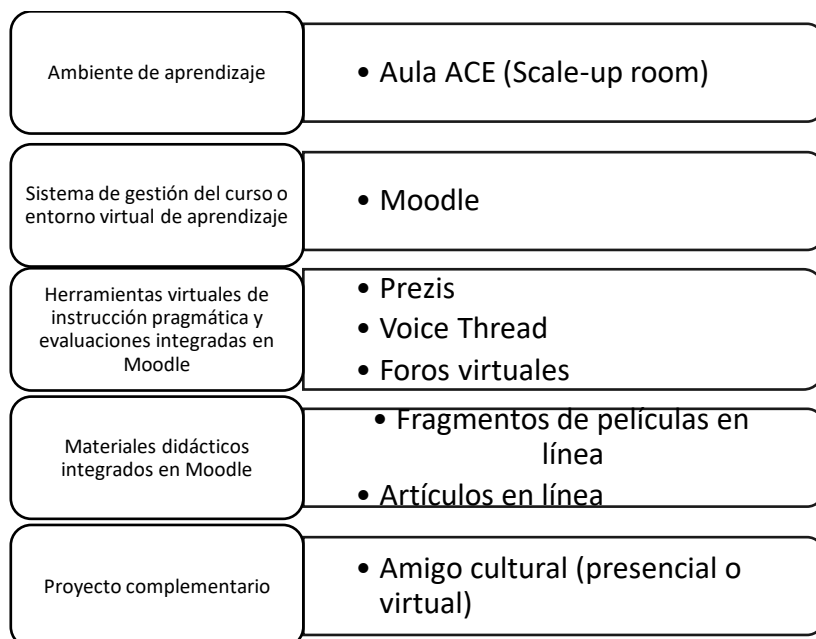 Ambiente de aprendizaje
• Aula ACE (Scale-up room)
Sistema de gestión del curso o
entorno virtual de aprendizaje
• Moodle
Herramientas virtuales de
instrucción pragmática y
evaluaciones integradas en
Moodle
• Prezis
• Voice Thread
• Foros virtuales
Materiales didácticos
integrados en Moodle
• Fragmentos de películas en
línea
• Artículos en línea
Proyecto complementario
• Amigo cultural (presencial o
virtual)